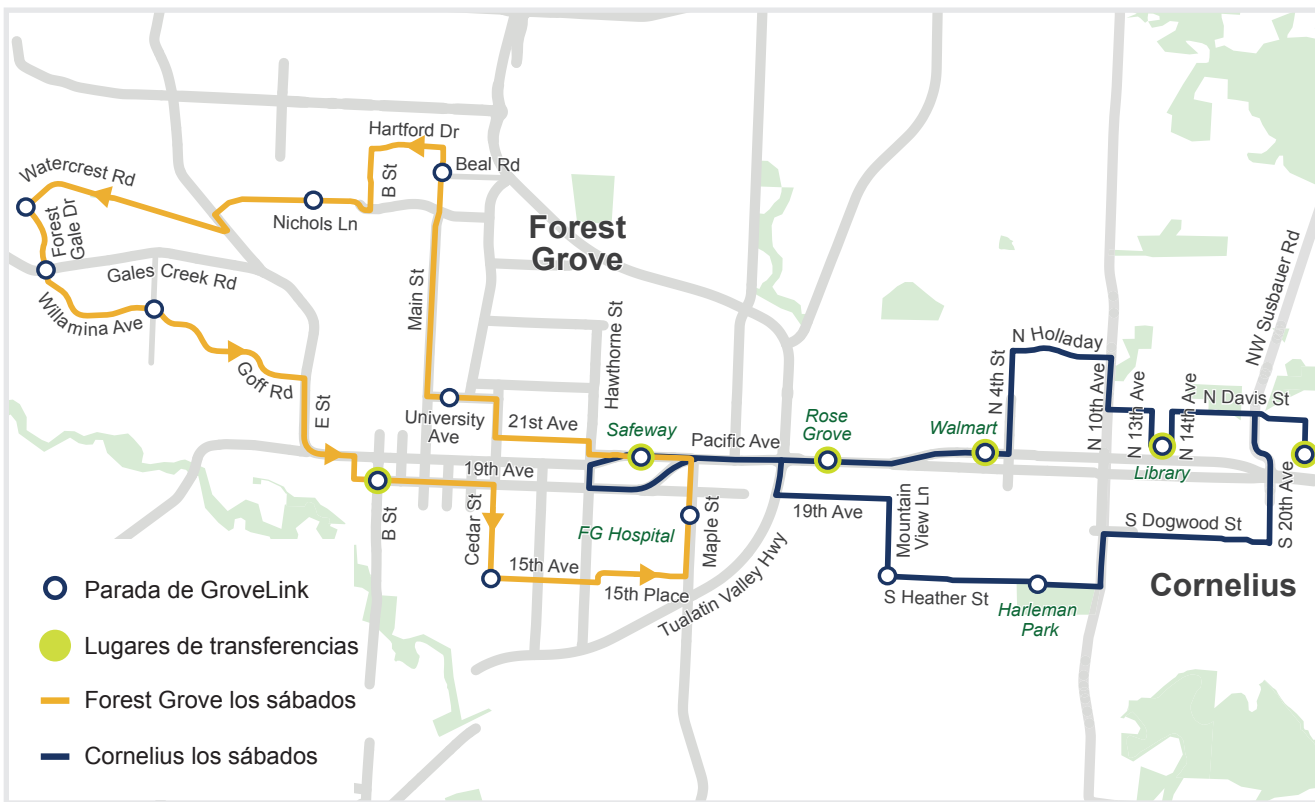 Hartford Dr
Watercrest Rd
B St
Beal Rd
Forest
Gale Dr
Nichols Ln
Forest
Grove
Gales Creek Rd
Willamina Ave
Main St
Goff Rd
E St
University
Ave
21st Ave
Hawthorne St
Safeway
Pacific Ave
Rose
Grove
Walmart
N 4th St
N Holladay
N 10th Ave
N 13th Ave
N 14th Ave
Library
N Davis St
NW Susbauer Rd
19th Ave
B St
Cedar St
FG Hospital
Maple St
15th Ave
15th Place
Tualatin Valley Hwy
19th Ave
Mountain
View Ln
S Heather St
Harleman
Park
S Dogwood St
S 20th Ave
Cornelius
Parada de GroveLink
Lugares de transferencias
Forest Grove los sábados
Cornelius los sábados